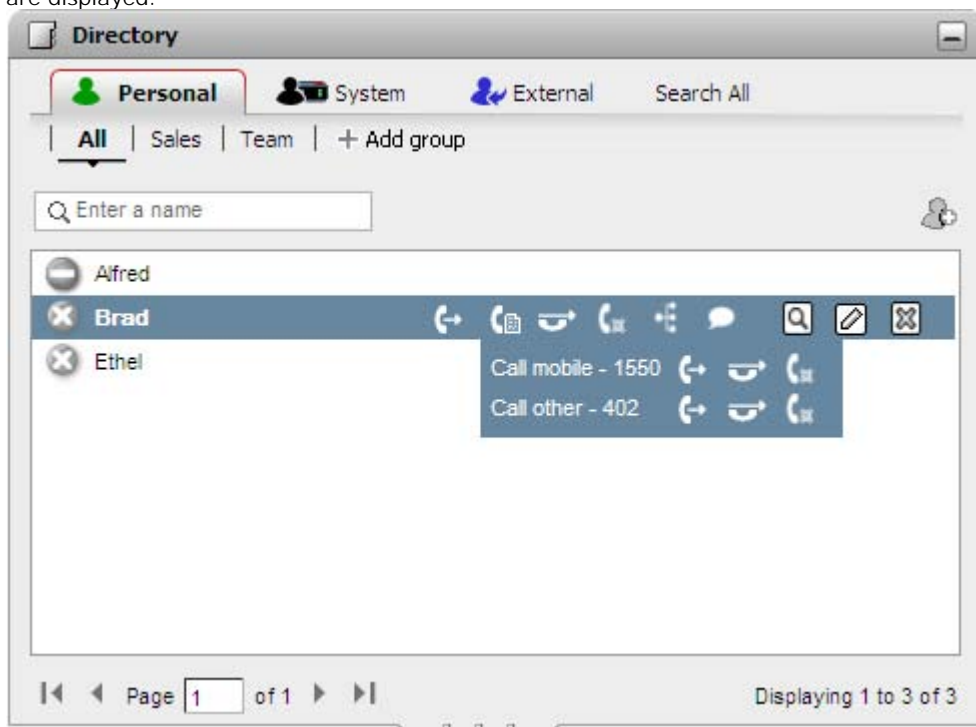 are displayed.
Directory
Personal System External Search All
All | Sales | Team | + Add group
Enter a name
Alfred
Brad
Call mobile - 1550
Ethel
Call other - 402
Page 1 of 1 Displaying 1 to 3 of 3